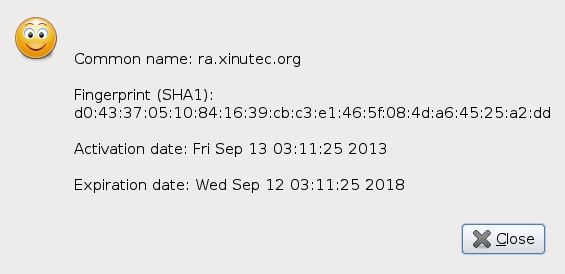 Common name: ra.xinutec.org
Fingerprint (SHA1):
d0:43:37:05:10:84:16:39:cb:c3:e1:46:5f:08:4d:a6:45:25:a2:dd
Activation date: Fri Sep 13 03:11:25 2013
Expiration date: Wed Sep 12 03:11:25 2018
Close